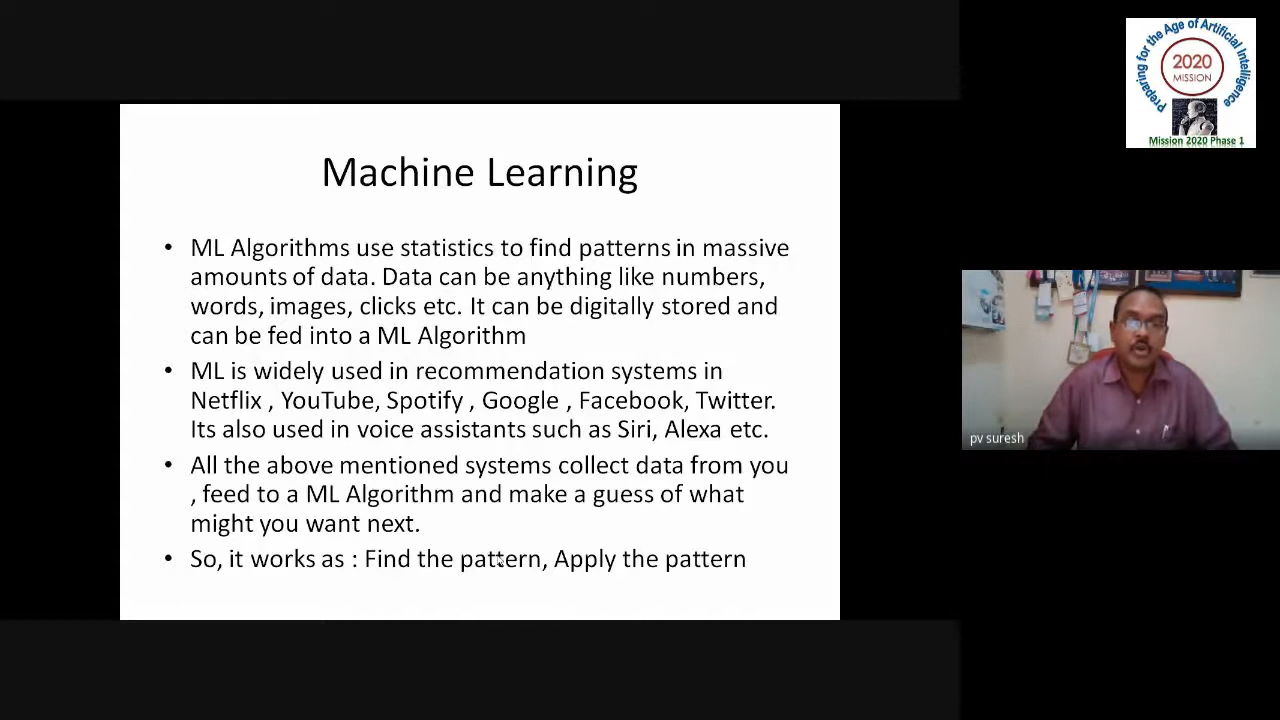 Machine Learning
• ML Algorithms use statistics to find patterns in massive
amounts of data. Data can be anything like numbers,
words, images, clicks etc. It can be digitally stored and
can be fed into a ML Algorithm
• ML is widely used in recommendation systems in
Netflix , YouTube, Spotify , Google , Facebook, Twitter.
Its also used in voice assistants such as Siri, Alexa etc.
• All the above mentioned systems collect data from you
, feed to a ML Algorithm and make a guess of what
might you want next.
• So, it works as : Find the pattern, Apply the pattern
Preparing for the Age of Artificial Intelligence
2020
MISSION
Mission 2020 Phase 1
pv suresh